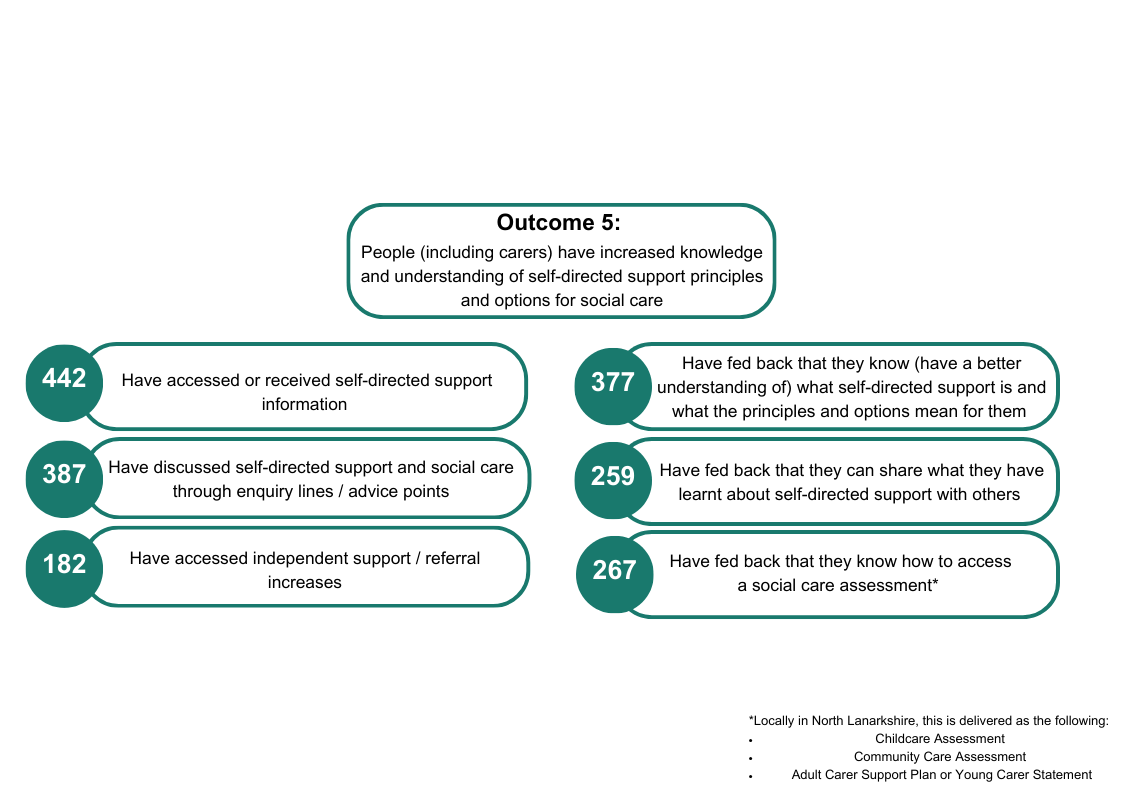 Outcome 5:
People (including carers) have increased knowledge
and understanding of self-directed support principles
and options for social care
442
Have accessed or received self-directed support
information
387
Have discussed self-directed support and social care
through enquiry lines / advice points
182
Have accessed independent support / referral
increases
377
Have fed back that they know (have a better
understanding of) what self-directed support is and
what the principles and options mean for them
259
Have fed back that they can share what they have
learnt about self-directed support with others
267
Have fed back that they know how to access
a social care assessment*
*Locally in North Lanarkshire, this is delivered as the following:
• Childcare Assessment
• Community Care Assessment
• Adult Carer Support Plan or Young Carer Statement